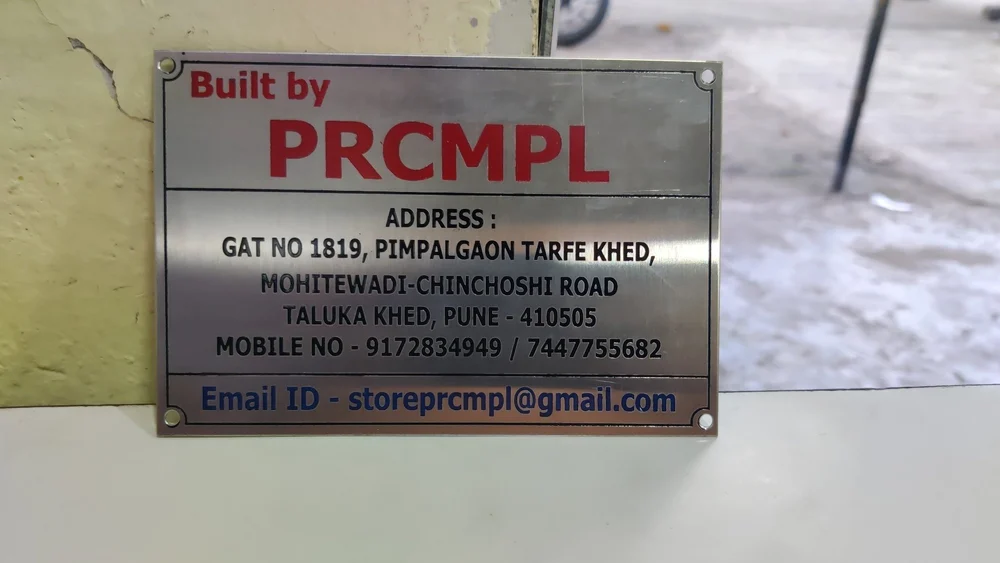 Built by
PRCMPL
ADDRESS :
GAT NO 1819, PIMPALGAON TARFE KHED,
MOHITEWADI-CHINCHOSHI ROAD
TALUKA KHED, PUNE - 410505
MOBILE NO - 9172834949 / 7447755682
Email ID - storeprcmpl@gmail.com